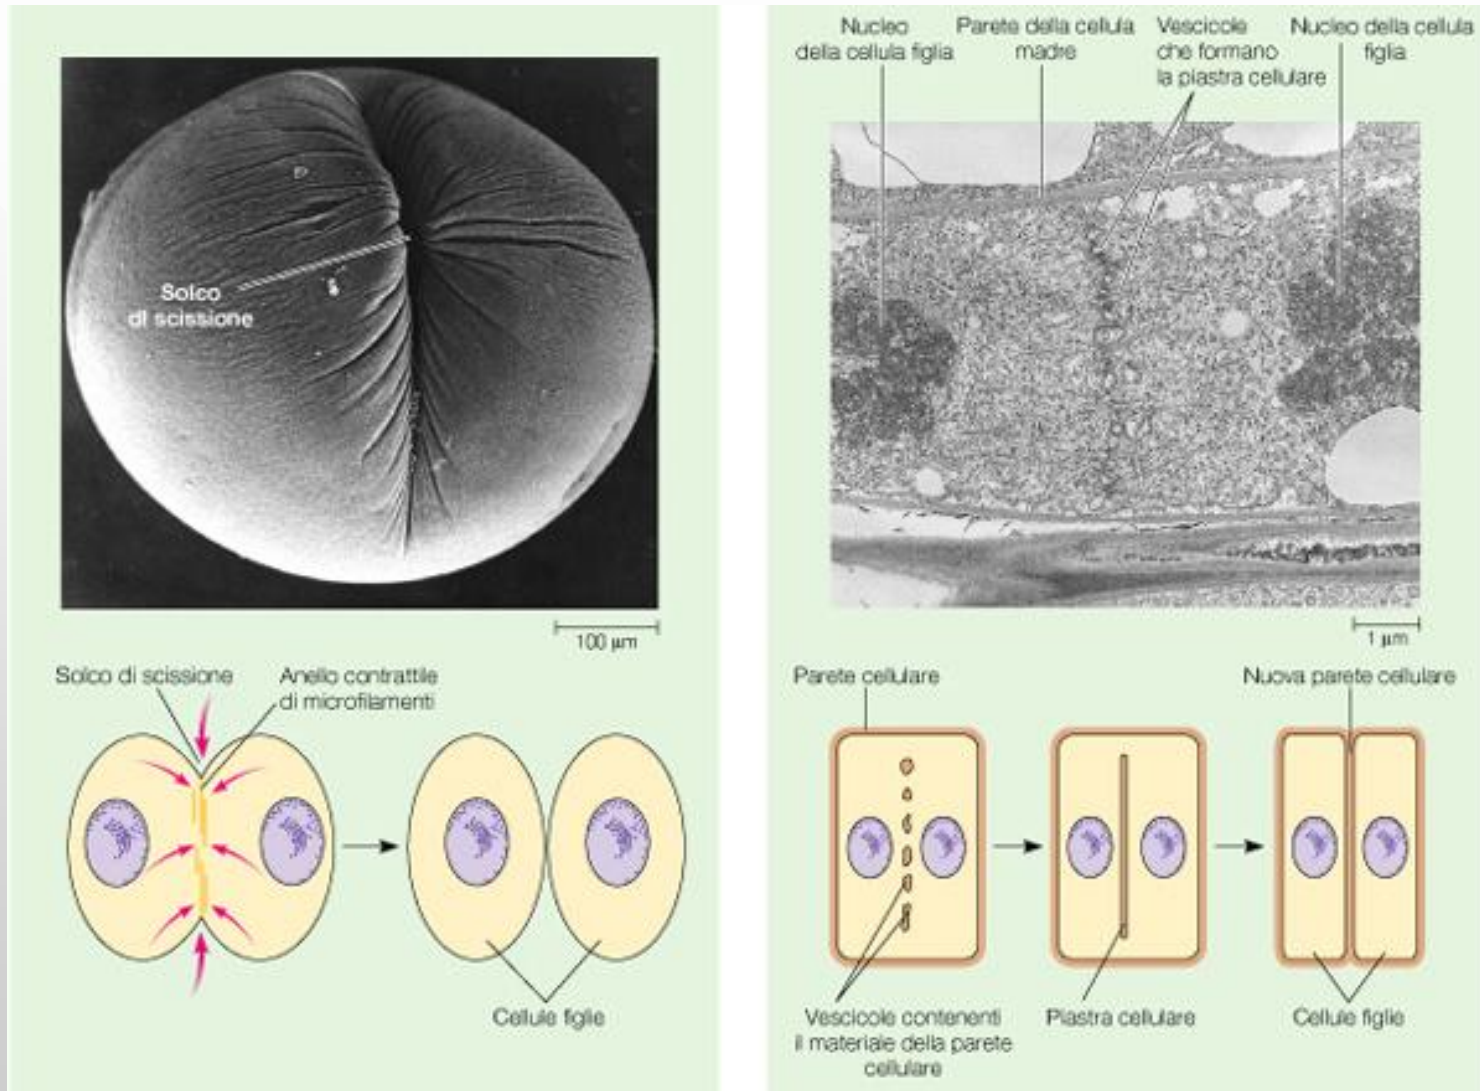 Solco
di scissione
100 µm
Solco di scissione
Anello contrattile
di microfilamenti
Cellule figlie
Nucleo
della cellula figlia
Parete della cellula
madre
Vescicole
che formano
la piastra cellulare
Nucleo della cellula
figlia
1 µm
Parete cellulare
Nuova parete cellulare
Vescicole contenenti
il materiale della parete
cellulare
Piastra cellulare
Cellule figlie